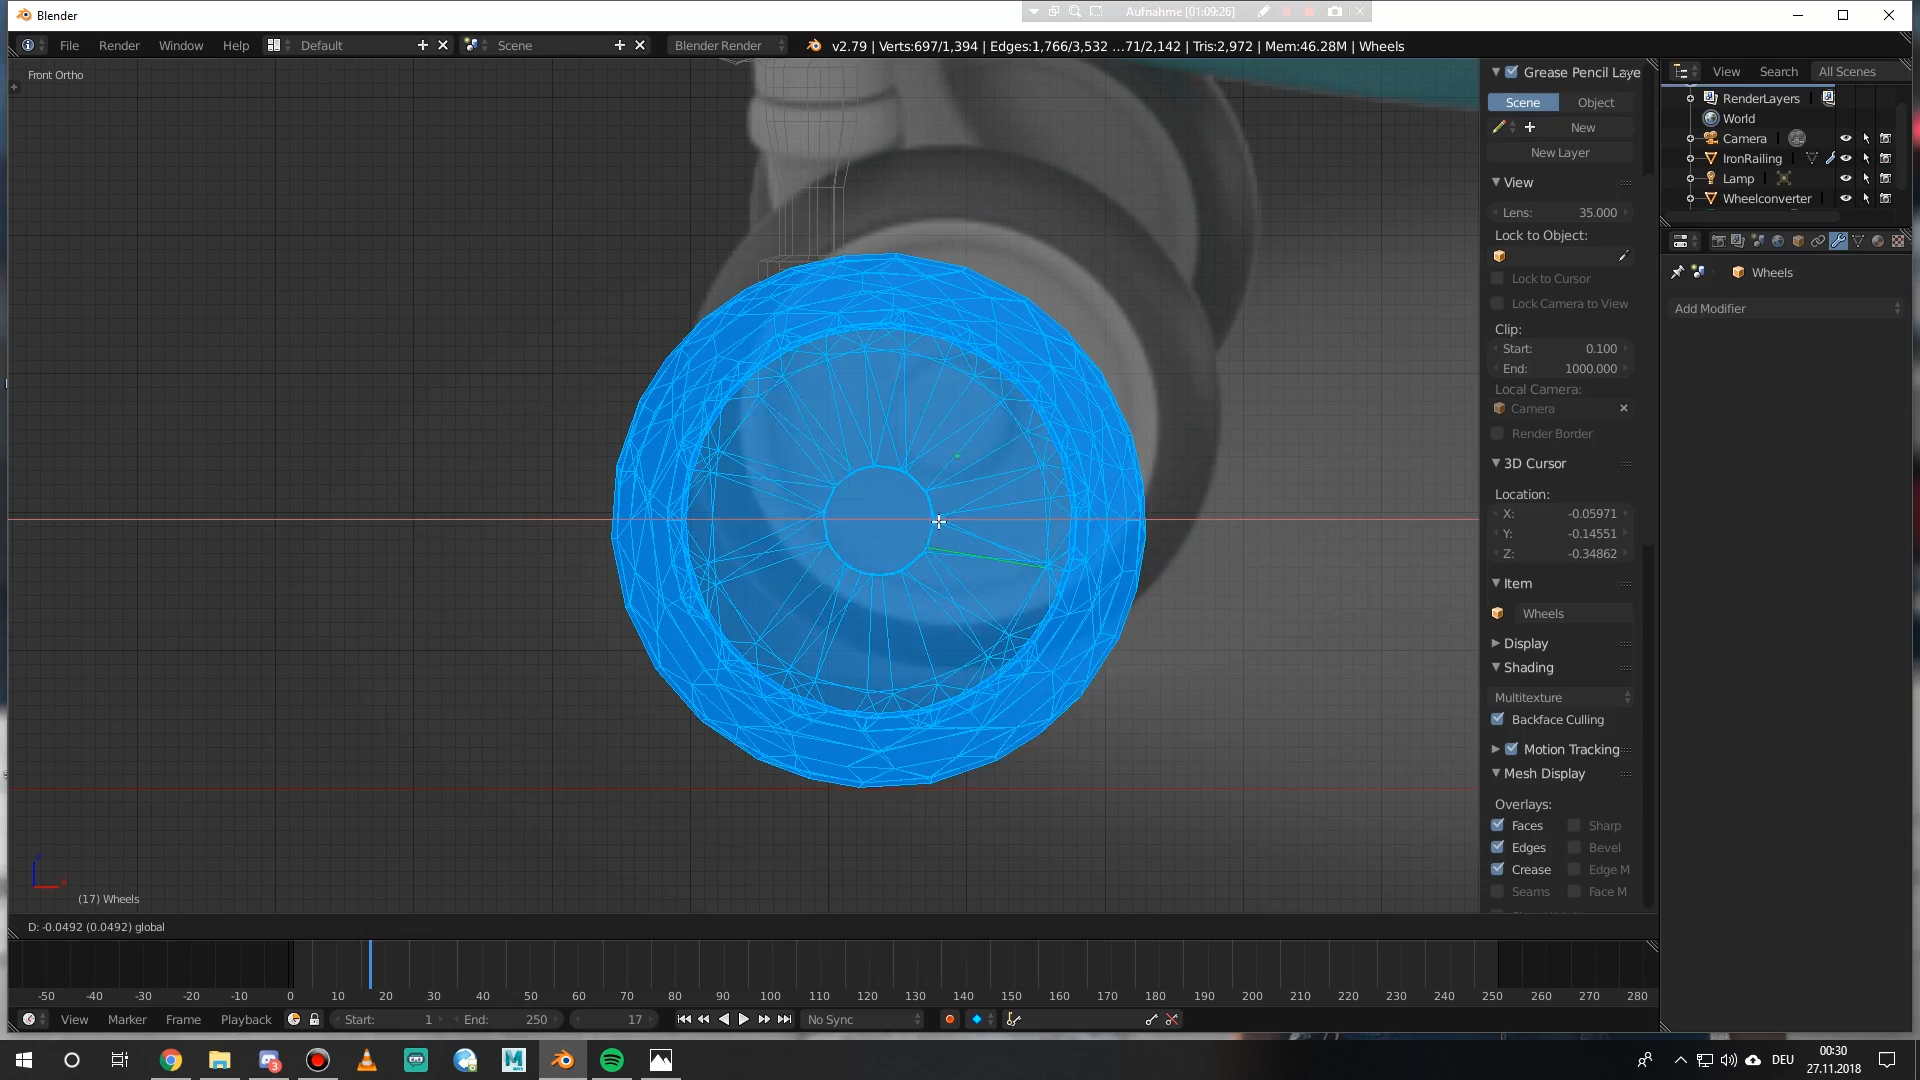 Blender
Aufnahme [01:09:26]
File Render Window Help Default Scene Blender Render v2.79 | Verts:697/1,394 | Edges:1,766/3,532 ...71/2,142 | Tris:2,972 | Mem:46.28M | Wheels
Front Ortho
Grease Pencil Laye
Scene Object
New
New Layer
View
Lens: 35.000
Lock to Object:
Lock to Cursor
Lock Camera to View
Clip:
Start: 0.100
End: 1000.000
Local Camera:
Camera
Render Border
3D Cursor
Location:
X: -0.05971
Y: -0.14551
Z: -0.34862
Item
Wheels
Display
Shading
Multitexture
Backface Culling
Motion Tracking
Mesh Display
Overlays:
Faces Sharp
Edges Bevel
Crease Edge M
Seams Face M
View Search All Scenes
RenderLayers
World
Camera
IronRailing
Lamp
Wheelconverter
Wheels
Add Modifier
(17) Wheels
D: -0.0492 (0.0492) global
-50 -40 -30 -20 -10 0 10 20 30 40 50 60 70 80 90 100 110 120 130 140 150 160 170 180 190 200 210 220 230 240 250 260 270 280
View Marker Frame Playback Start: 1 End: 250 17 No Sync
3
DEU
00:30
27.11.2018